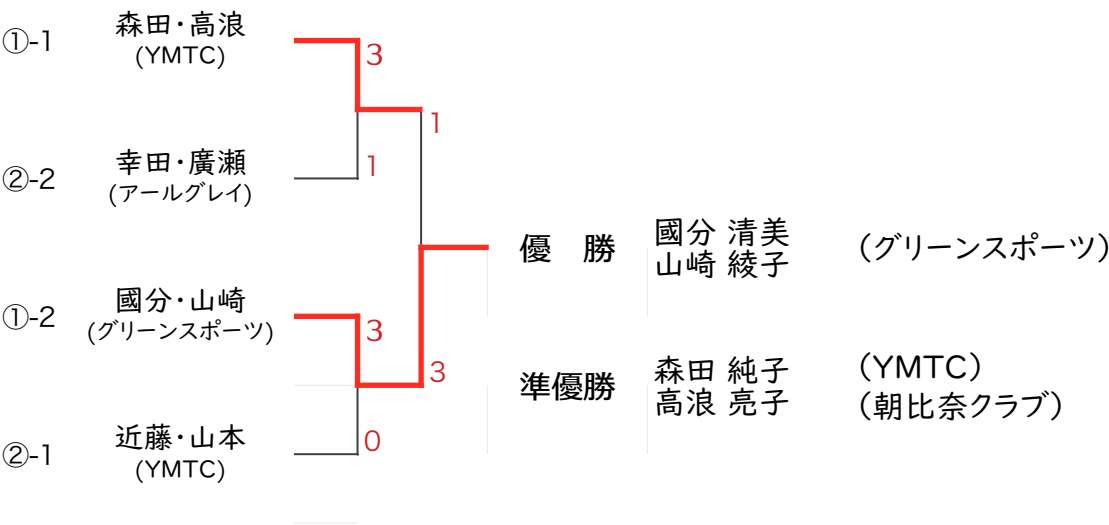 ①-1
森田・高浪
(YMTC)
3
1
②-2
幸田・廣瀬
(アールグレイ)
1
優　勝
國分 清美
山崎 綾子
(グリーンスポーツ)
①-2
國分・山崎
(グリーンスポーツ)
3
3
準優勝
森田 純子
高浪 亮子
(YMTC)
(朝比奈クラブ)
②-1
近藤・山本
(YMTC)
0